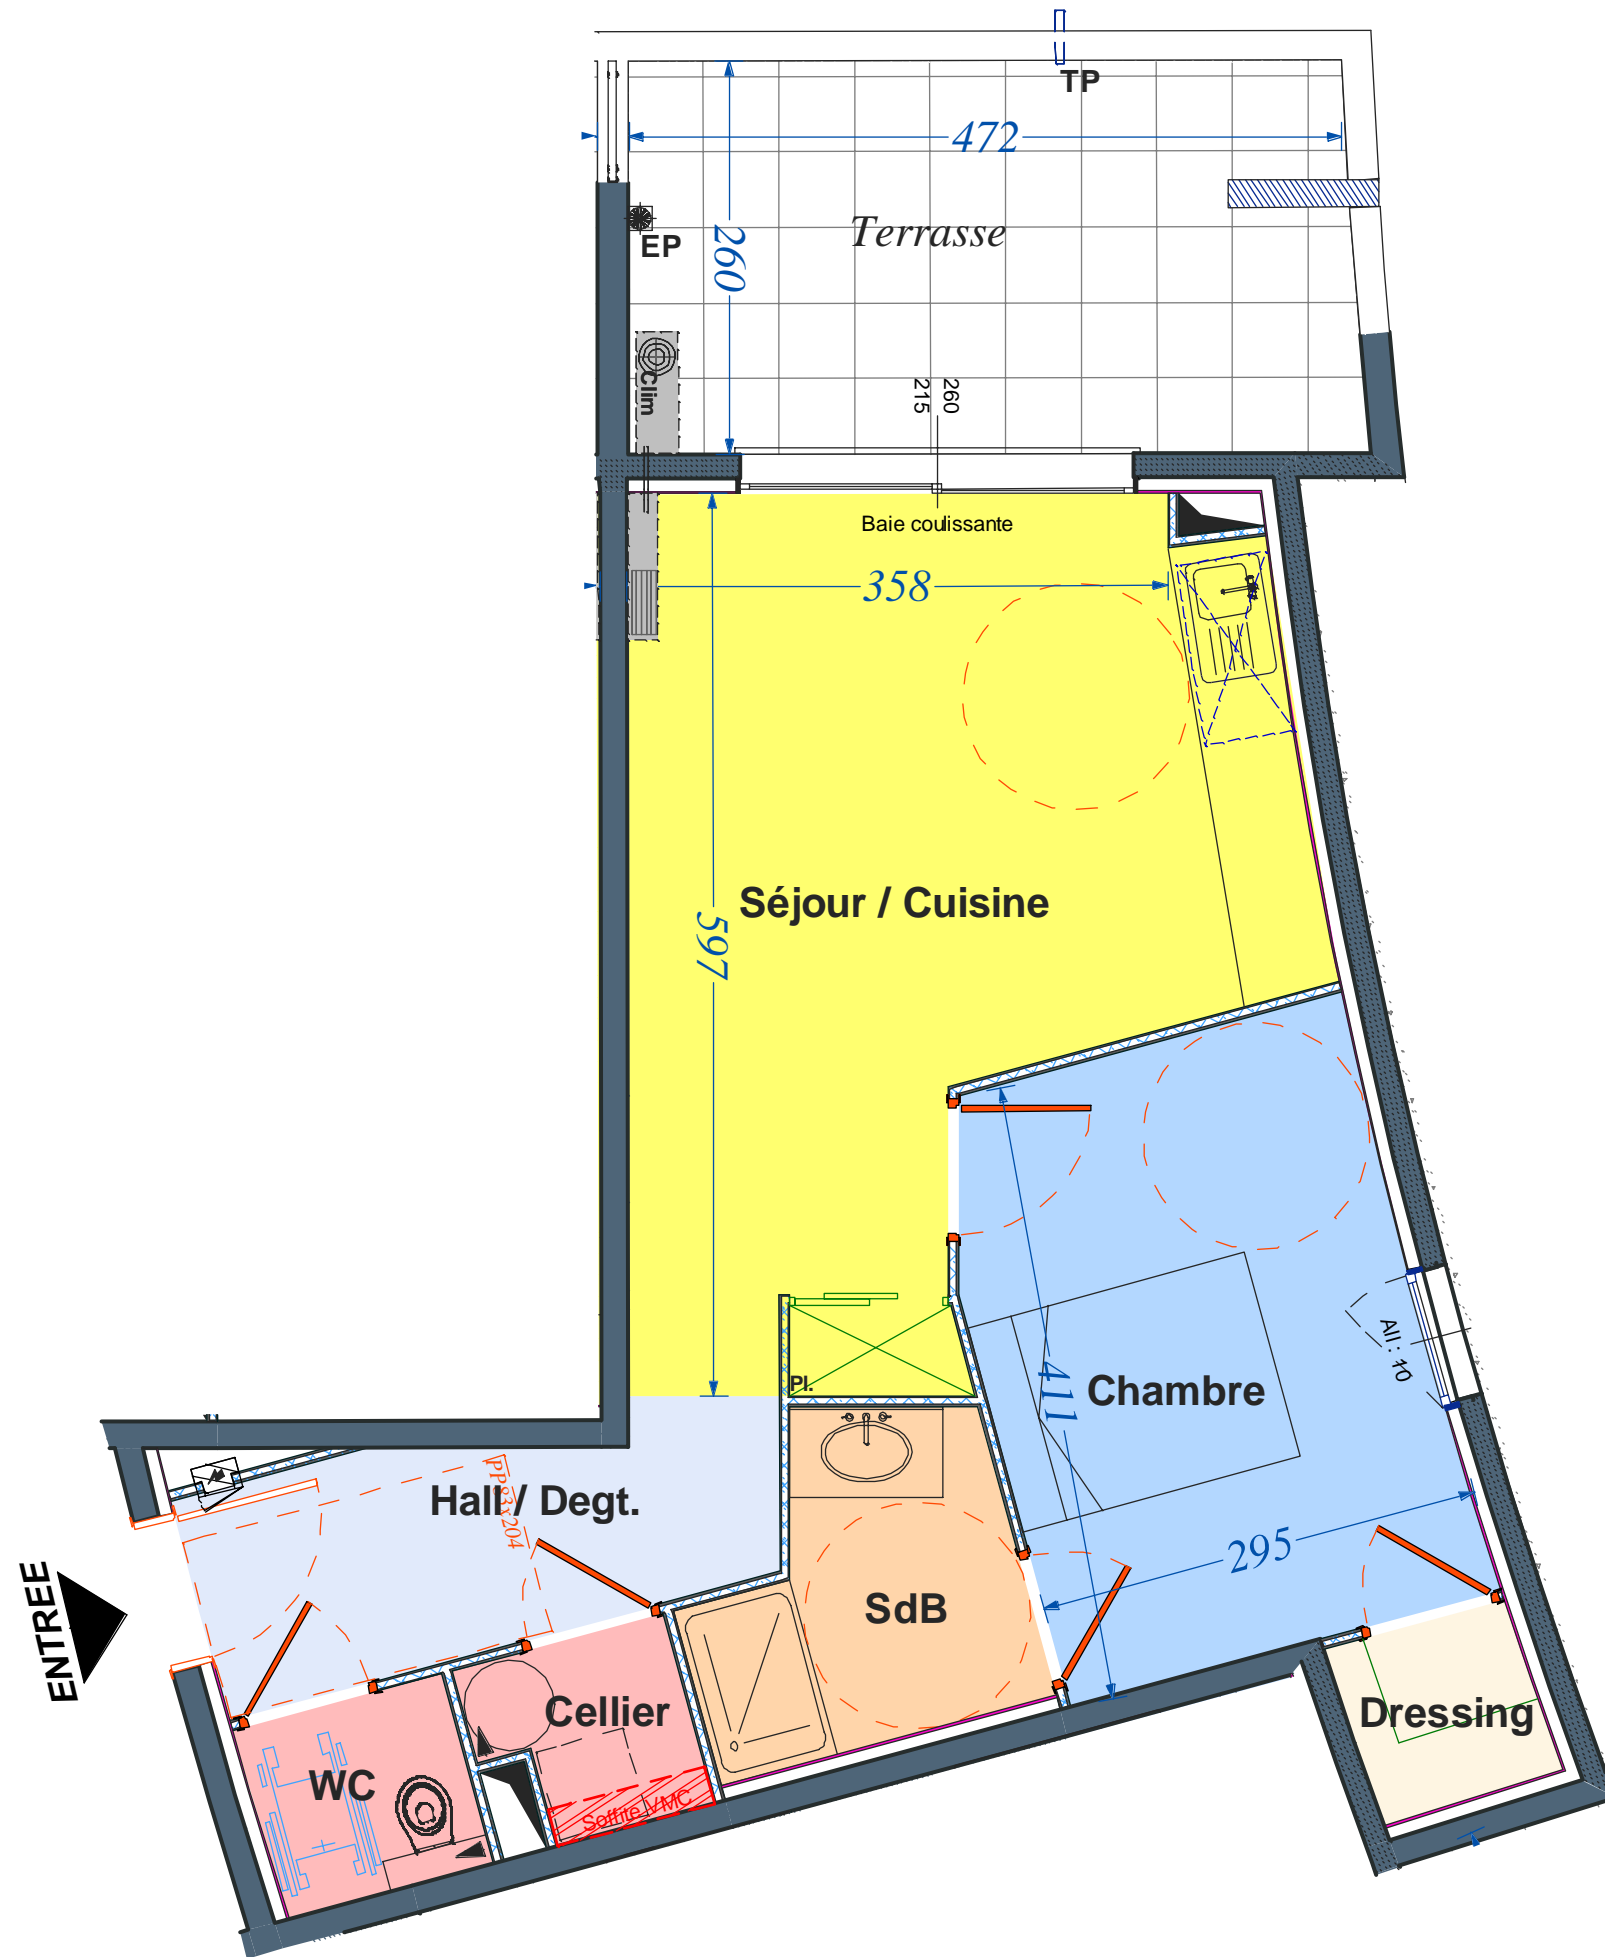 TP
472
Terrasse
EP
260
Clim
260
215
Baie coulissante
358
Séjour / Cuisine
597
All : 10
Pl.
411
Chambre
Hall / Degt.
PP83x204
295
ENTREE
SdB
Cellier
Dressing
WC
Soffite VMC